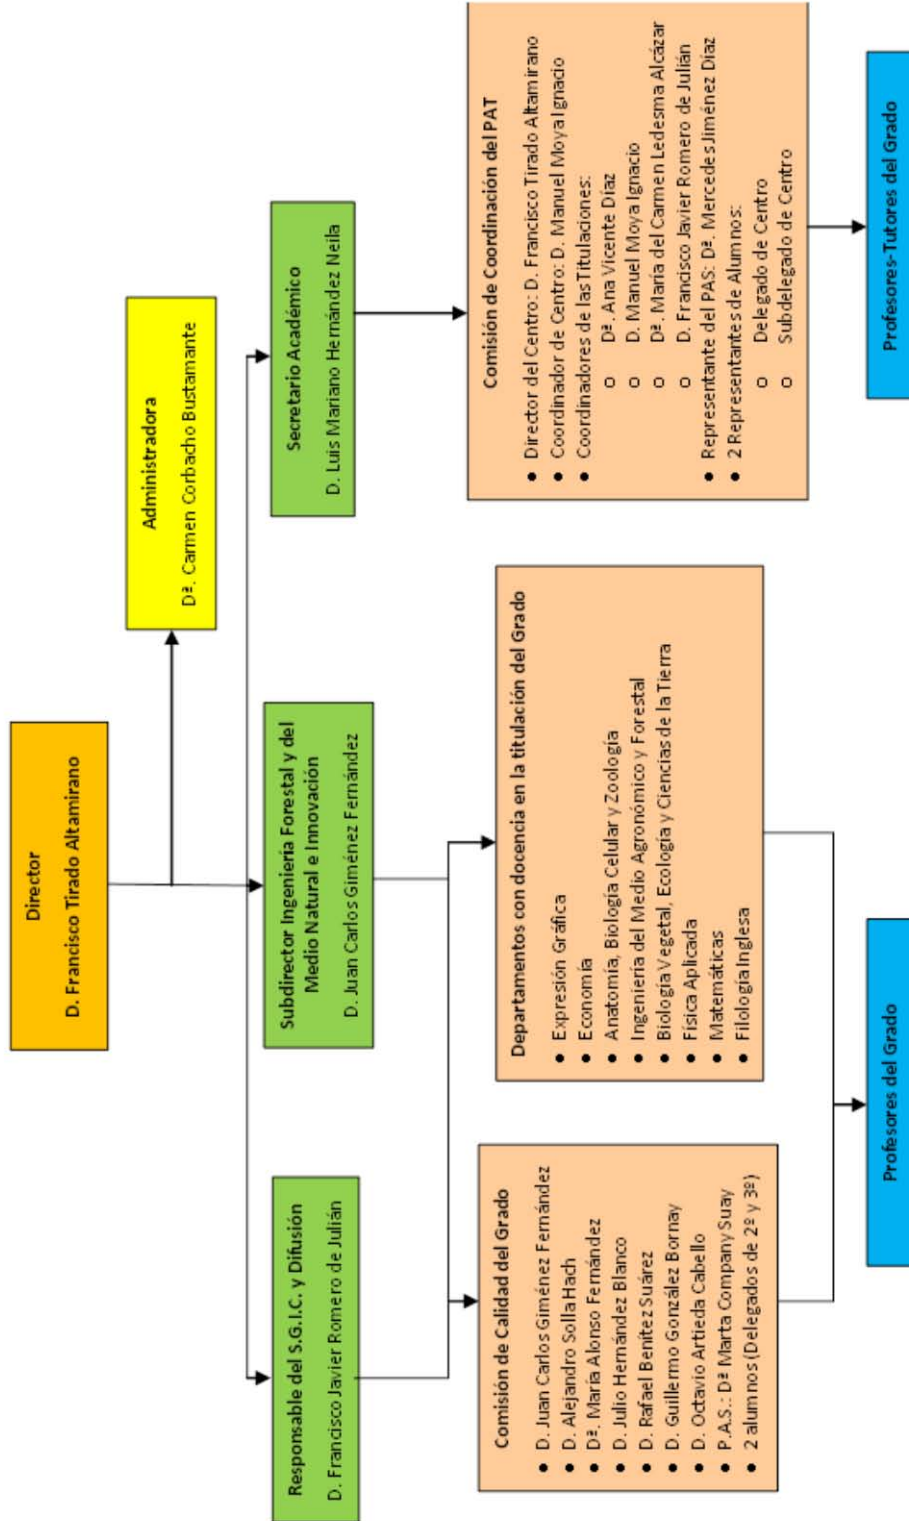 Director
D. Francisco Tirado Altamirano
Administradora
Dª. Carmen Corbacho Bustamante
Responsable del S.G.I.C. y Difusión
D. Francisco Javier Romero de Julián
Subdirector Ingeniería Forestal y del
Medio Natural e Innovación
D. Juan Carlos Giménez Fernández
Secretario Académico
D. Luis Mariano Hernández Neila
Comisión de Calidad del Grado
● D. Juan Carlos Giménez Fernández
● D. Alejandro Solla Hach
● Dª. María Alonso Fernández
● D. Julio Hernández Blanco
● D. Rafael Benítez Suárez
● D. Guillermo González Bornay
● D. Octavio Artieda Cabello
● P.A.S.: Dª Marta Company Suay
● 2 alumnos (Delegados de 2º y 3º)
Departamentos con docencia en la titulación del Grado
● Expresión Gráfica
● Economía
● Anatomía, Biología Celular y Zoología
● Ingeniería del Medio Agronómico y Forestal
● Biología Vegetal, Ecología y Ciencias de la Tierra
● Física Aplicada
● Matemáticas
● Filología Inglesa
Comisión de Coordinación del PAT
● Director del Centro: D. Francisco Tirado Altamirano
● Coordinador de Centro: D. Manuel Moya Ignacio
● Coordinadores de las Titulaciones:
o Dª. Ana Vicente Díaz
o D. Manuel Moya Ignacio
o Dª. María del Carmen Ledesma Alcázar
o D. Francisco Javier Romero de Julián
● Representante del PAS: Dª. Mercedes Jiménez Díaz
● 2 Representantes de Alumnos:
o Delegado de Centro
o Subdelegado de Centro
Profesores del Grado
Profesores-Tutores del Grado